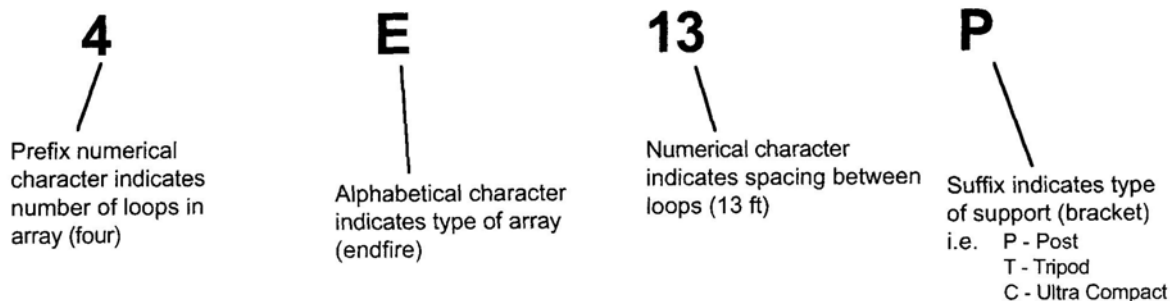 4 E 13 P
Prefix numerical
character indicates
number of loops in
array (four)
Alphabetical character
indicates type of array
(endfire)
Numerical character
indicates spacing between
loops (13 ft)
Suffix indicates type
of support (bracket)
i.e. P - Post
T - Tripod
C - Ultra Compact